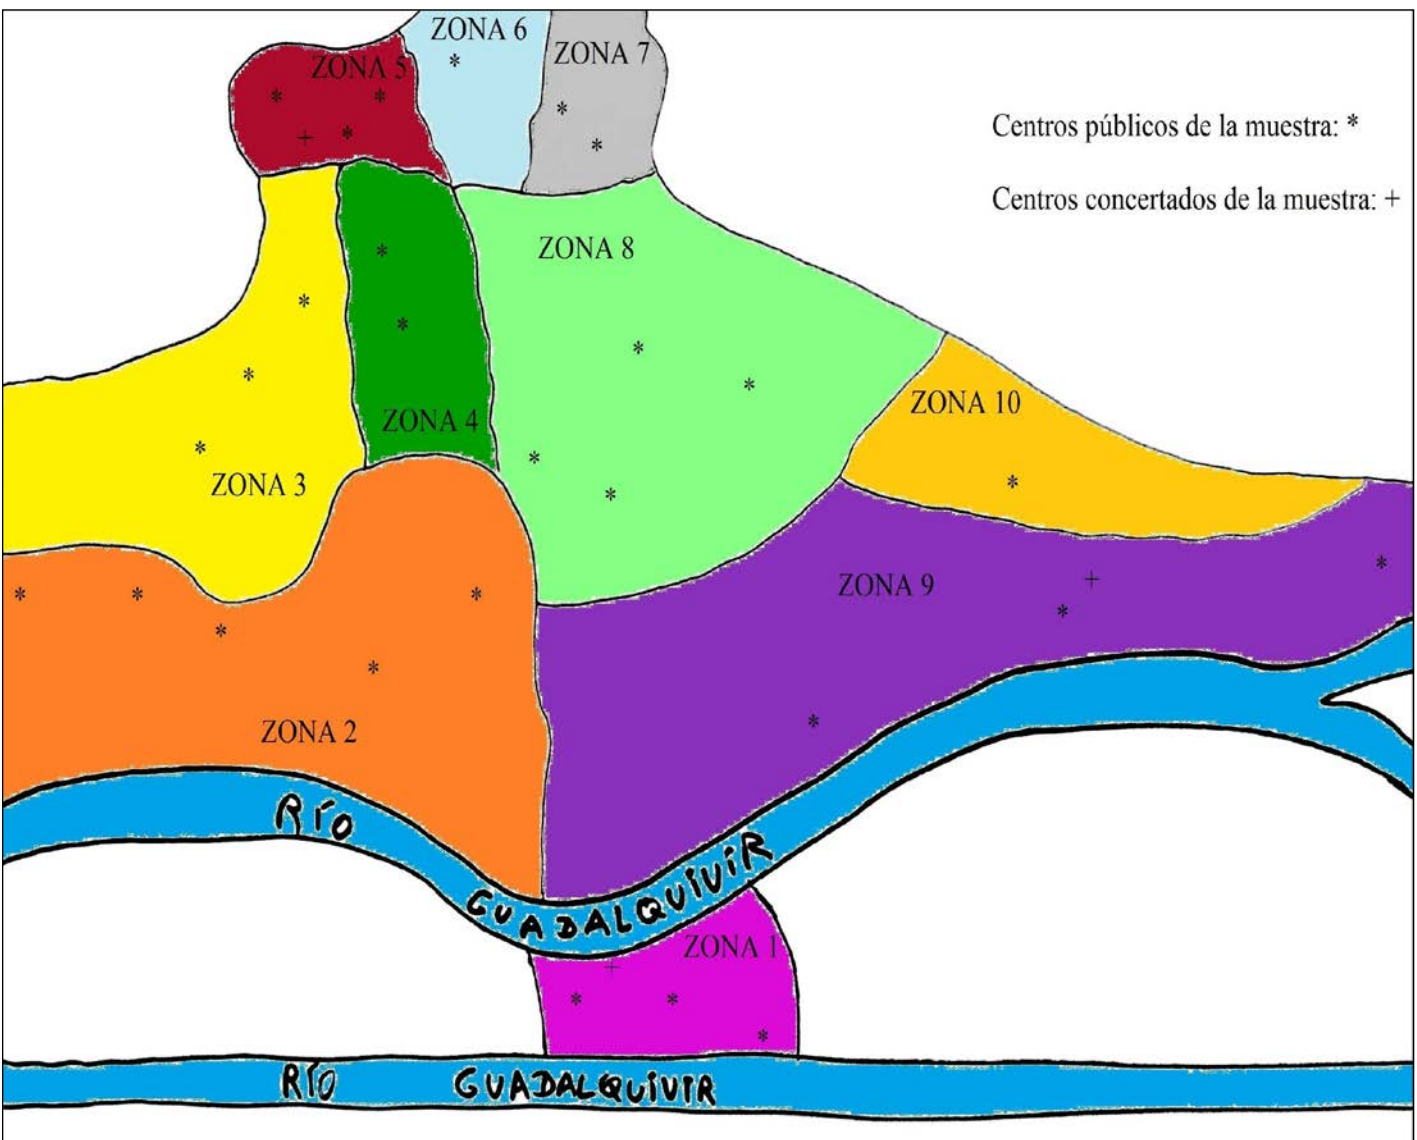 ZONA 6
ZONA 7
ZONA 5
Centros públicos de la muestra: *
Centros concertados de la muestra: +
ZONA 8
ZONA 10
ZONA 4
ZONA 3
ZONA 9
ZONA 2
RÍO
GUADALQUIVIR
ZONA 1
RÍO GUADALQUIVIR